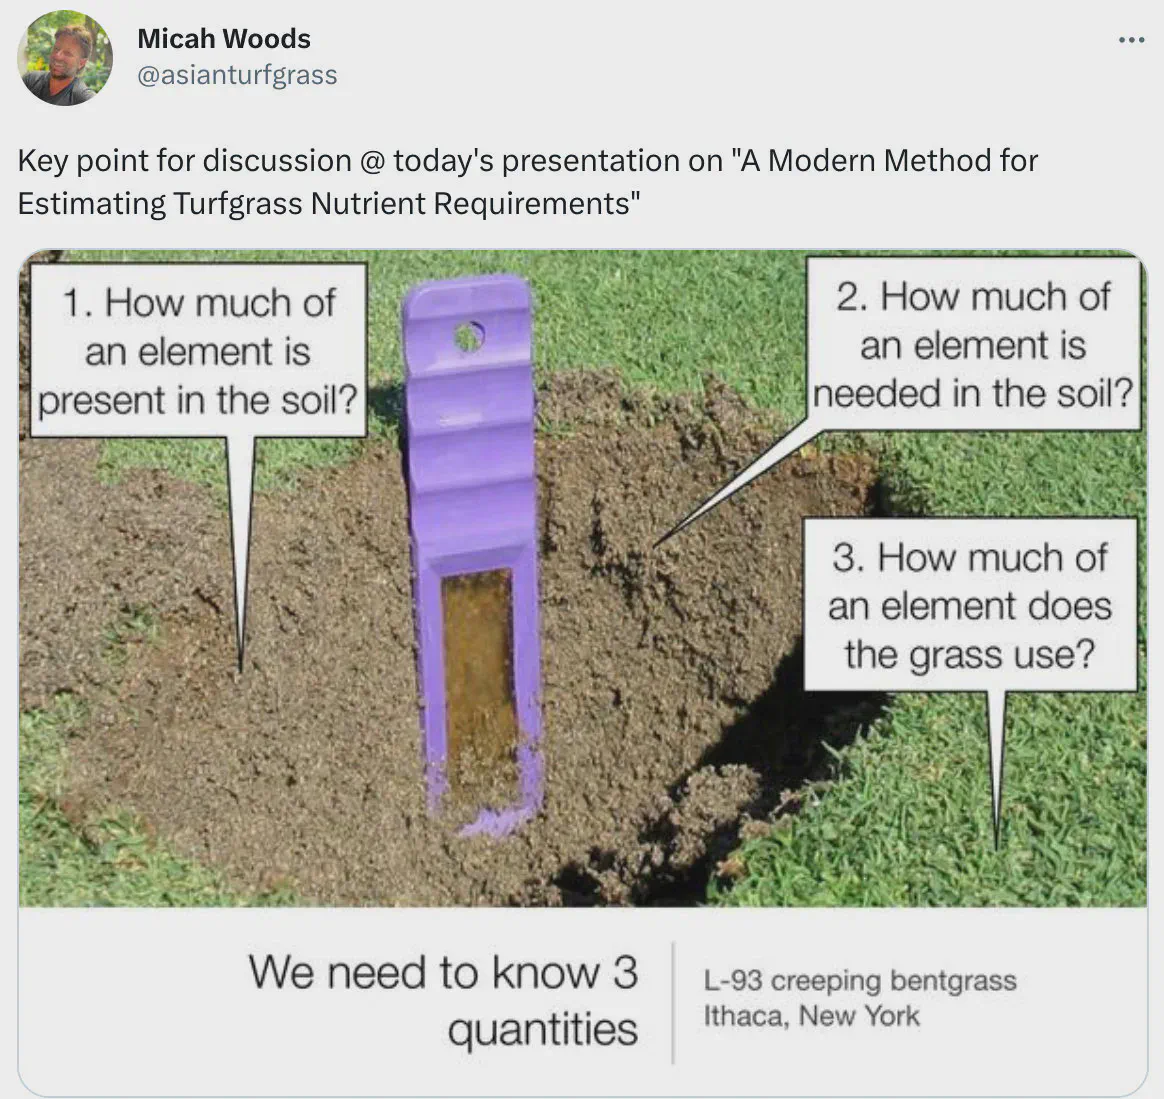 Micah Woods
@asianturfgrass
Key point for discussion @ today's presentation on "A Modern Method for
Estimating Turfgrass Nutrient Requirements"
1. How much of
an element is
present in the soil?
2. How much of
an element is
needed in the soil?
3. How much of
an element does
the grass use?
We need to know 3
quantities
L-93 creeping bentgrass
Ithaca, New York